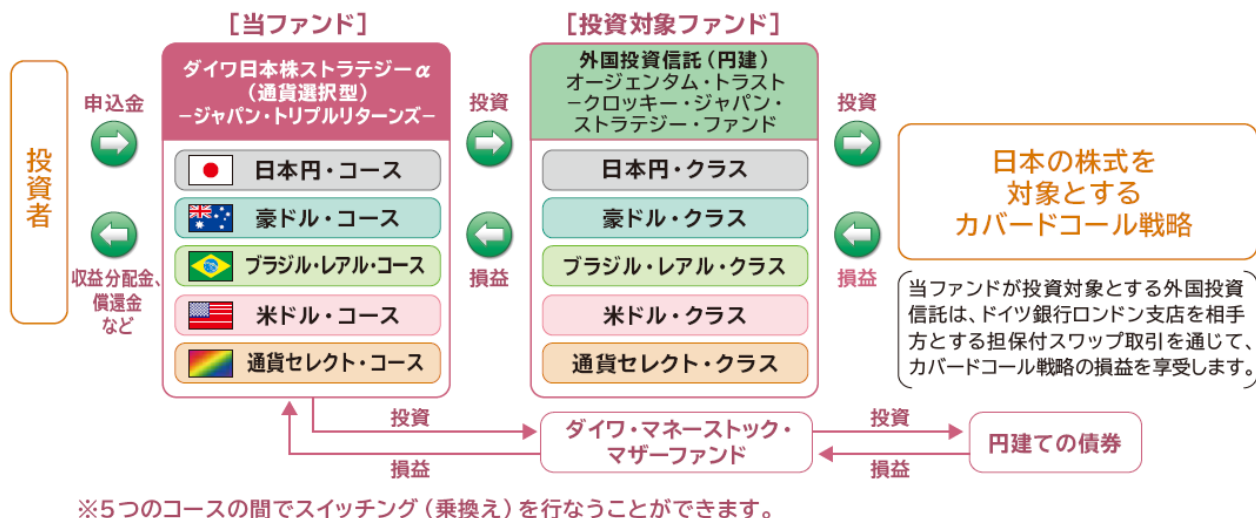 [当ファンド]
[投資対象ファンド]
投資者
申込金
収益分配金、
償還金
など
ダイワ日本株ストラテジーα
(通貨選択型)
－ジャパン・トリプルリターンズ－
日本円・コース
豪ドル・コース
ブラジル・レアル・コース
米ドル・コース
通貨セレクト・コース
投資
損益
外国投資信託(円建)
オージェンタム・トラスト
－クロッキー・ジャパン・
ストラテジー・ファンド
日本円・クラス
豪ドル・クラス
ブラジル・レアル・クラス
米ドル・クラス
通貨セレクト・クラス
投資
損益
日本の株式を
対象とする
カバードコール戦略
当ファンドが投資対象とする外国投資
信託は、ドイツ銀行ロンドン支店を相手
方とする担保付スワップ取引を通じて、
カバードコール戦略の損益を享受します。
投資
損益
ダイワ・マネーストック・
マザーファンド
投資
損益
円建ての債券
※5つのコースの間でスイッチング(乗換え)を行なうことができます。